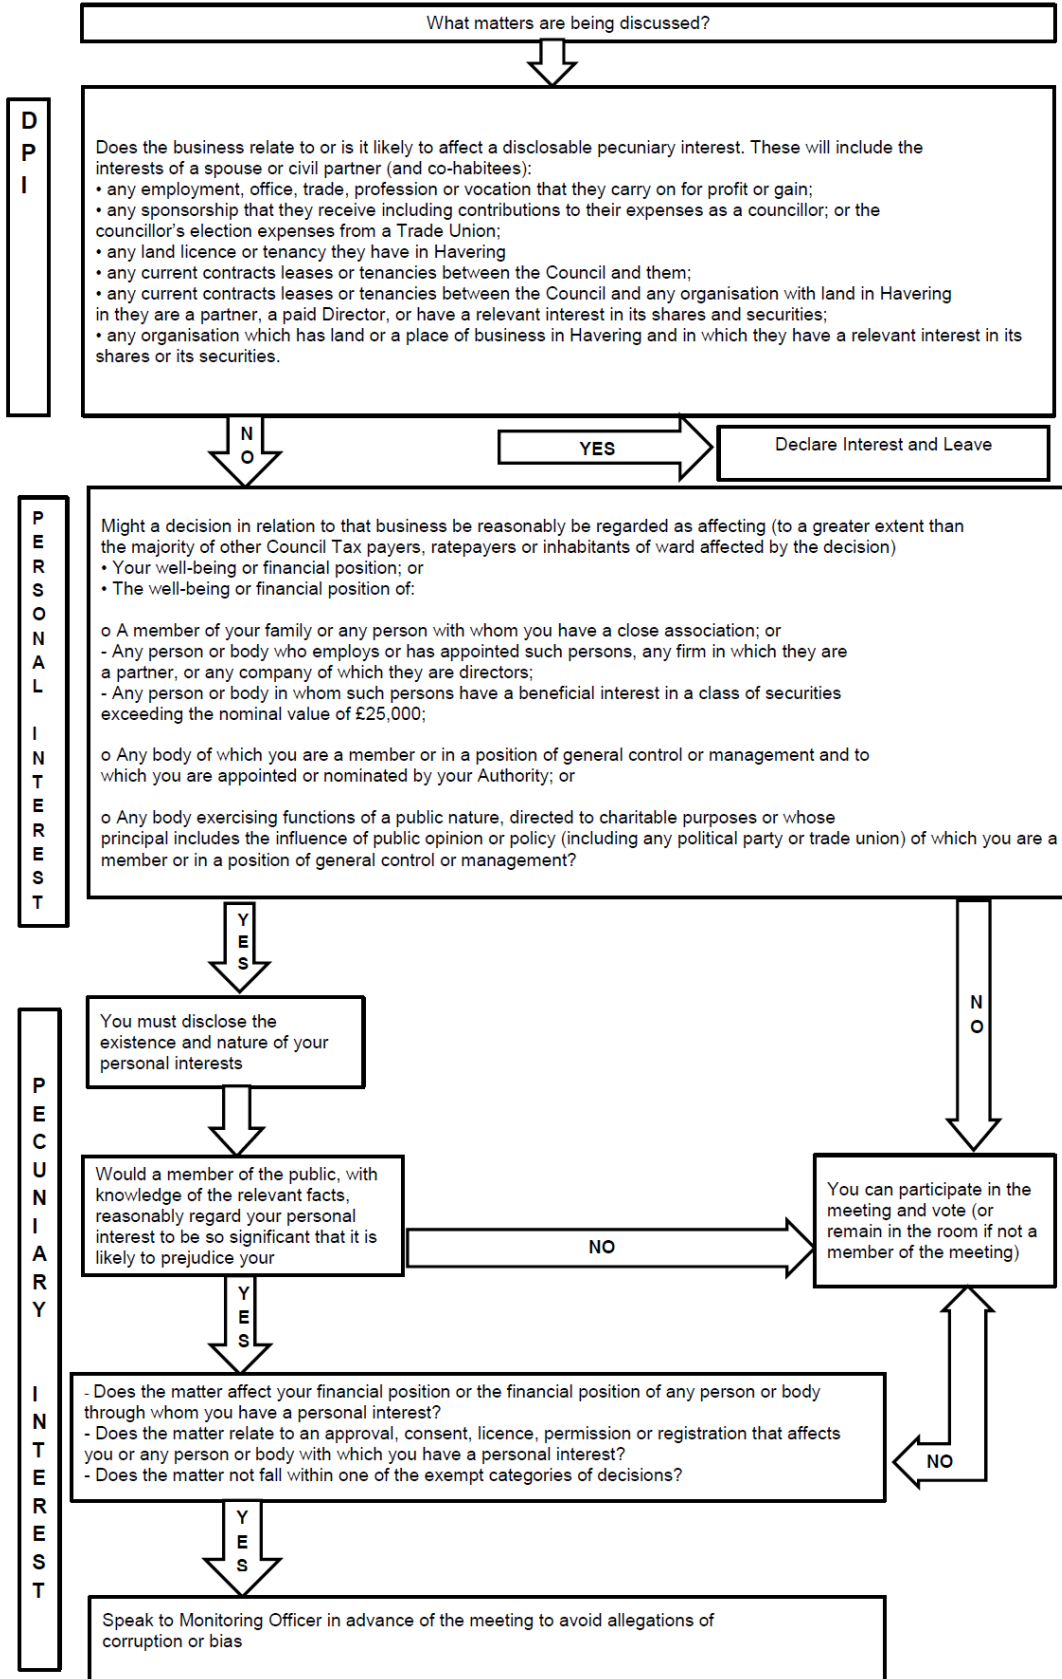 What matters are being discussed?
D
P
I
Does the business relate to or is it likely to affect a disclosable pecuniary interest. These will include the
interests of a spouse or civil partner (and co-habitees):
• any employment, office, trade, profession or vocation that they carry on for profit or gain;
• any sponsorship that they receive including contributions to their expenses as a councillor; or the
councillor's election expenses from a Trade Union;
• any land licence or tenancy they have in Havering
• any current contracts leases or tenancies between the Council and them;
• any current contracts leases or tenancies between the Council and any organisation with land in Havering
in they are a partner, a paid Director, or have a relevant interest in its shares and securities;
• any organisation which has land or a place of business in Havering and in which they have a relevant interest in its
shares or its securities.
N
O
YES
Declare Interest and Leave
P
E
R
S
O
N
A
L
I
N
T
E
R
E
S
T
Might a decision in relation to that business be reasonably be regarded as affecting (to a greater extent than
the majority of other Council Tax payers, ratepayers or inhabitants of ward affected by the decision)
• Your well-being or financial position; or
• The well-being or financial position of:
o A member of your family or any person with whom you have a close association; or
- Any person or body who employs or has appointed such persons, any firm in which they are
a partner, or any company of which they are directors;
- Any person or body in whom such persons have a beneficial interest in a class of securities
exceeding the nominal value of £25,000;
o Any body of which you are a member or in a position of general control or management and to
which you are appointed or nominated by your Authority; or
o Any body exercising functions of a public nature, directed to charitable purposes or whose
principal includes the influence of public opinion or policy (including any political party or trade union) of which you are a
member or in a position of general control or management?
Y
E
S
N
O
You must disclose the
existence and nature of your
personal interests
P
E
C
U
N
I
A
R
Y
I
N
T
E
R
E
S
T
Would a member of the public, with
knowledge of the relevant facts,
reasonably regard your personal
interest to be so significant that it is
likely to prejudice your
NO
You can participate in the
meeting and vote (or
remain in the room if not a
member of the meeting)
Y
E
S
- Does the matter affect your financial position or the financial position of any person or body
through whom you have a personal interest?
- Does the matter relate to an approval, consent, licence, permission or registration that affects
you or any person or body with which you have a personal interest?
- Does the matter not fall within one of the exempt categories of decisions?
NO
Y
E
S
Speak to Monitoring Officer in advance of the meeting to avoid allegations of
corruption or bias